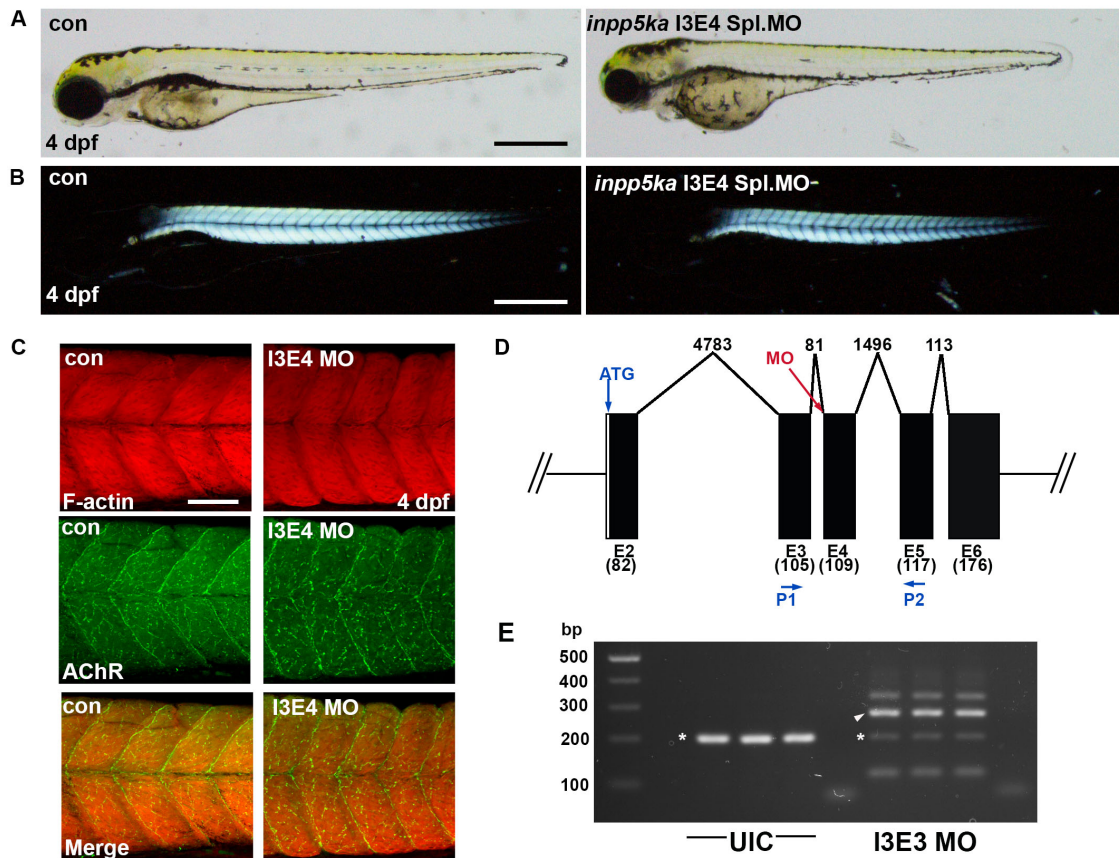 A
con
inpp5ka I3E4 Spl.MO
4 dpf
B
con
inpp5ka I3E4 Spl.MO
4 dpf
C
con
I3E4 MO
F-actin
4 dpf
con
I3E4 MO
AChR
con
I3E4 MO
Merge
D
4783
81
1496
113
MO
ATG
E2
(82)
E3
(105)
E4
(109)
E5
(117)
E6
(176)
P1
P2
E
bp
500
400
300
200
100
*
*
UIC
I3E3 MO